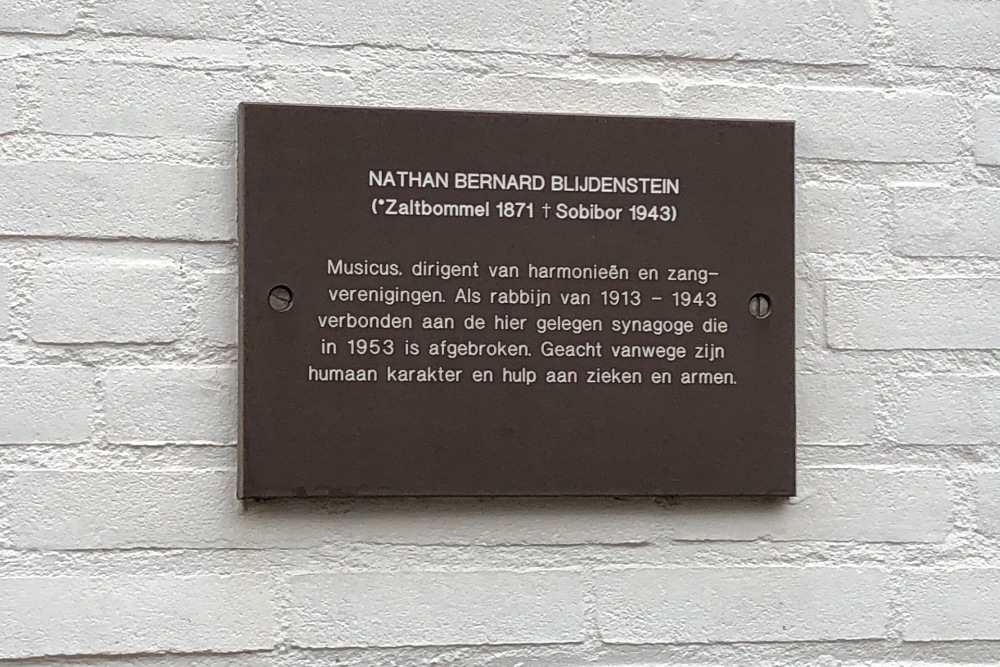 NATHAN BERNARD BLIJDENSTEIN
(*Zaltbommel 1871 † Sobibor 1943)
Musicus. dirigent van harmonieën en zang-
verenigingen. Als rabbijn van 1913 - 1943
verbonden aan de hier gelegen synagoge die
in 1953 is afgebroken. Geacht vanwege zijn
humaan karakter en hulp aan zieken en armen.